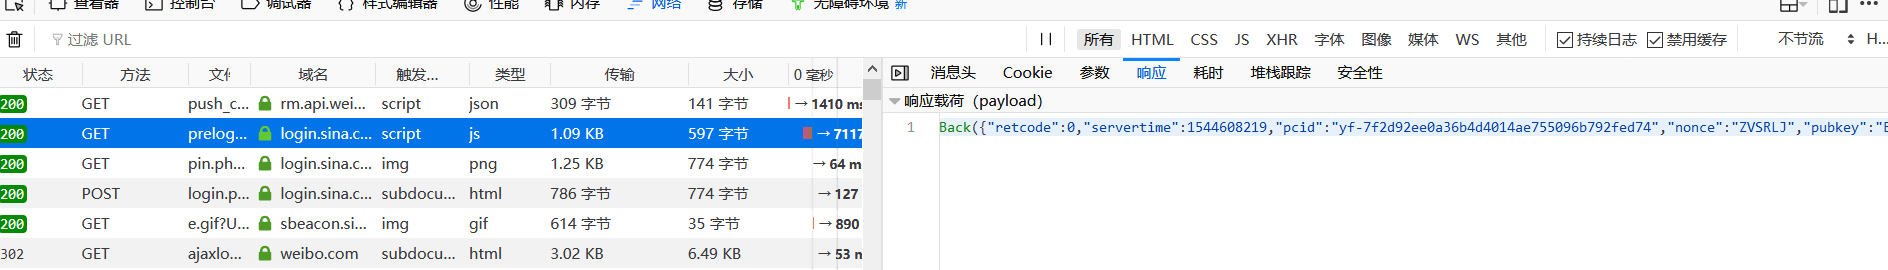 查看器 控制台 调试器 样式编辑器 性能 内存 网络 存储 无障碍环境 新
过滤 URL 所有 HTML CSS JS XHR 字体 图像 媒体 WS 其他 持续日志 禁用缓存 不节流 H...
状态 方法 文件 域名 触发... 类型 传输 大小 0 毫秒 消息头 Cookie 参数 响应 耗时 堆栈跟踪 安全性
响应载荷（payload）
200 GET push_c... rm.api.wei... script json 309 字节 141 字节 → 1410 ms
1 Back({"retcode":0,"servertime":1544608219,"pcid":"yf-7f2d92ee0a36b4d4014ae755096b792fed74","nonce":"ZVSRLJ","pubkey":"E
200 GET prelog... login.sina.c... script js 1.09 KB 597 字节 → 7117
200 GET pin.ph... login.sina.c... img png 1.25 KB 774 字节 → 64 m
200 POST login.p... login.sina.c... subdocu... html 786 字节 774 字节 → 127
200 GET e.gif?U... sbeacon.si... img gif 614 字节 35 字节 → 890
302 GET ajaxlo... weibo.com subdocu... html 3.02 KB 6.49 KB → 53 m